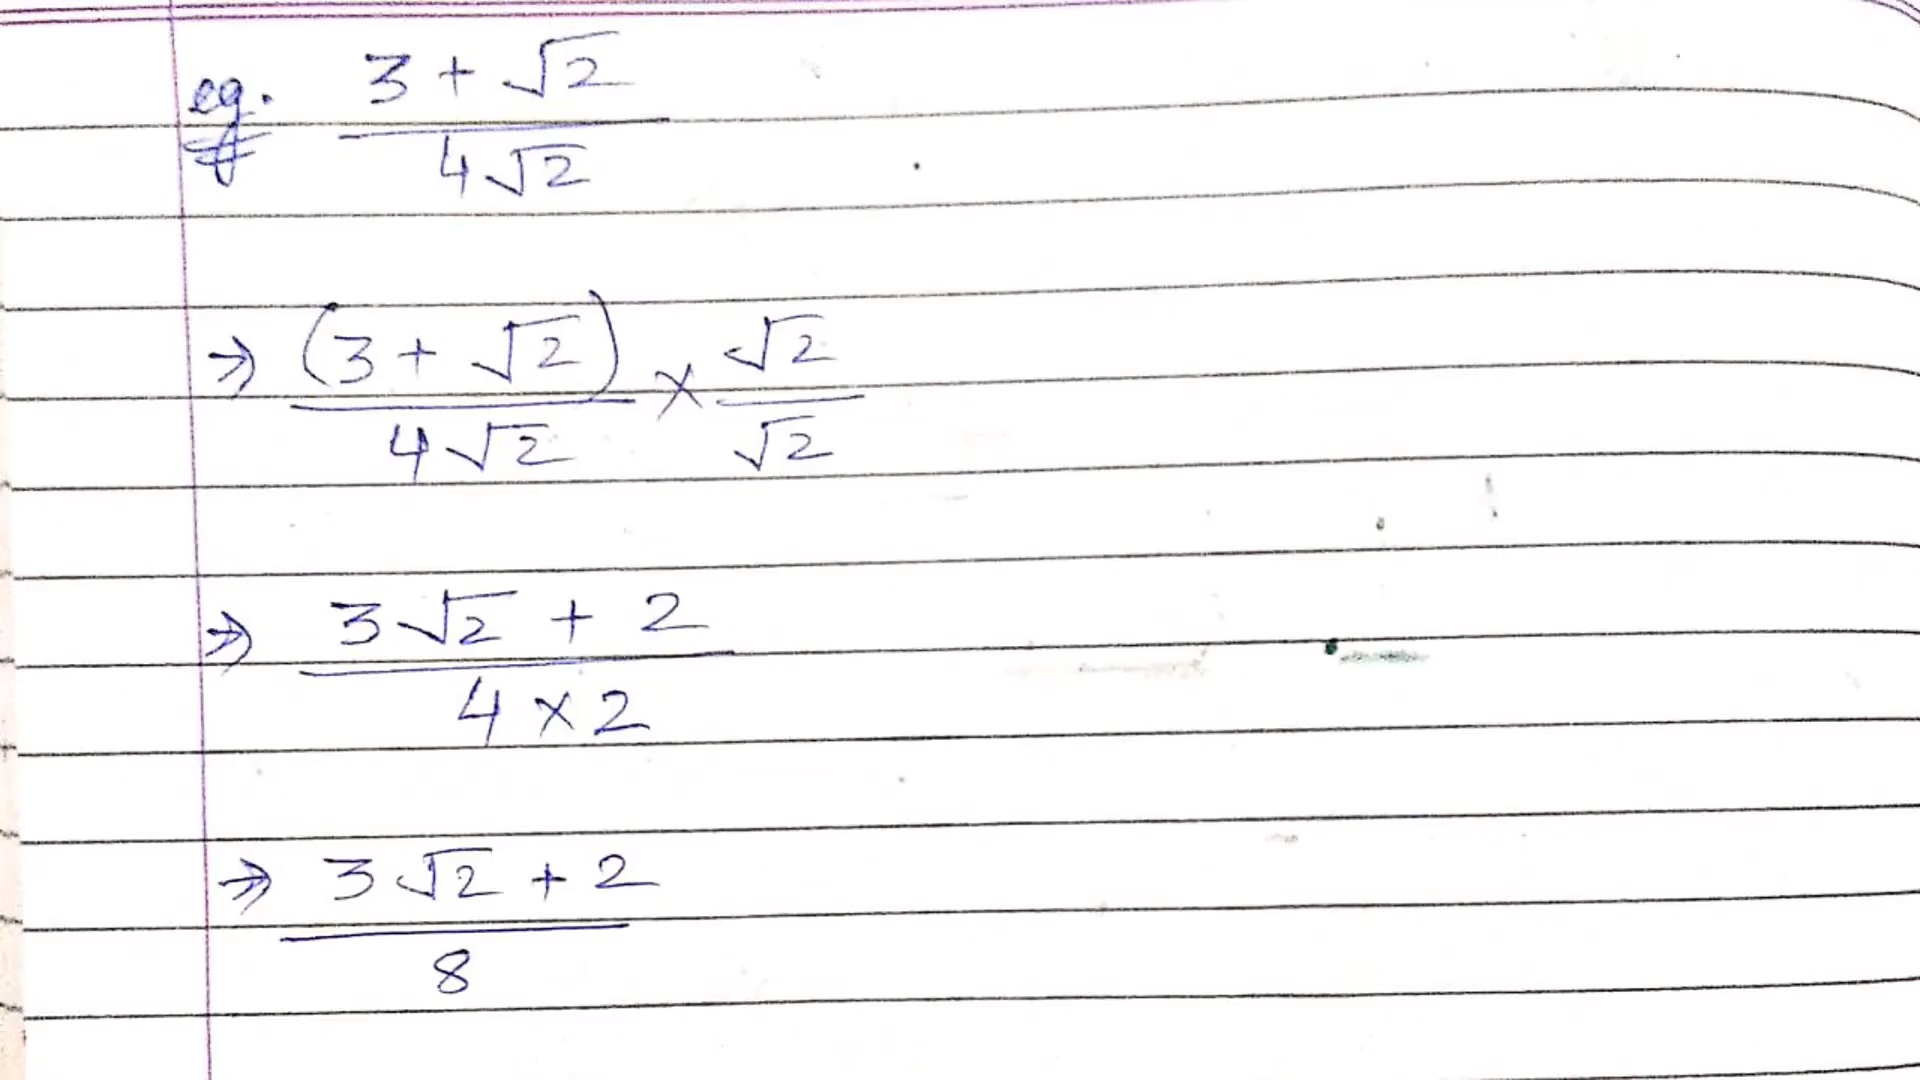 eg. (3 + √2) / (4√2)
⇒ (3 + √2) / (4√2) × √2 / √2
⇒ (3√2 + 2) / (4 × 2)
⇒ (3√2 + 2) / 8